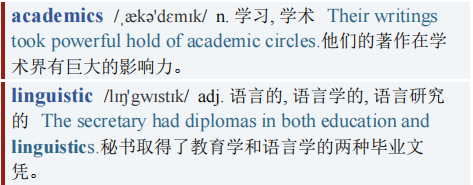 academics /ˌækə'dɛmɪk/ n. 学习, 学术 Their writings
took powerful hold of academic circles.他们的著作在学
术界有巨大的影响力。
linguistic /lɪŋ'gwɪstɪk/ adj. 语言的, 语言学的, 语言研究
的 The secretary had diplomas in both education and
linguistics.秘书取得了教育学和语言学的两种毕业文
凭。